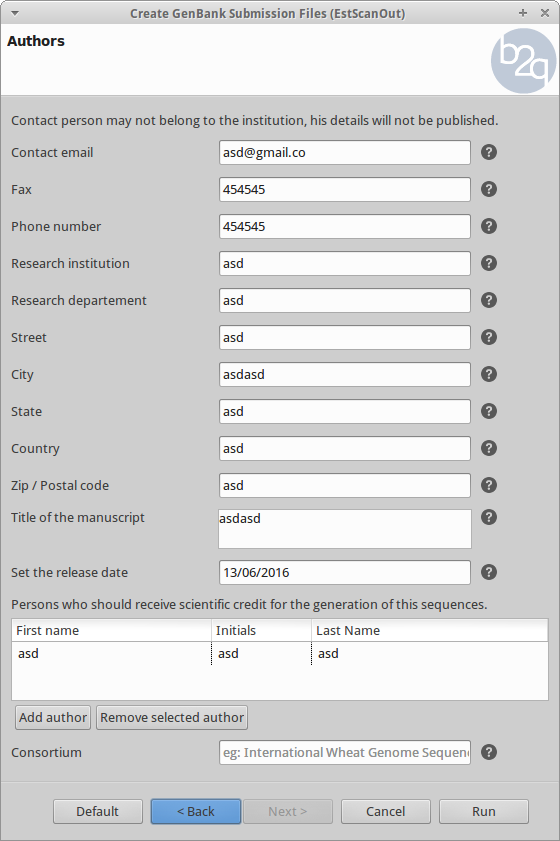 Create GenBank Submission Files (EstScanOut)
Authors
b2g
Contact person may not belong to the institution, his details will not be published.
Contact email asd@gmail.co ?
Fax 454545 ?
Phone number 454545 ?
Research institution asd ?
Research departement asd ?
Street asd ?
City asdasd ?
State asd ?
Country asd ?
Zip / Postal code asd ?
Title of the manuscript asdasd ?
Set the release date 13/06/2016 ?
Persons who should receive scientific credit for the generation of this sequences.
First name Initials Last Name
asd asd asd
Add author Remove selected author
Consortium eg: International Wheat Genome Sequen ?
Default < Back Next > Cancel Run